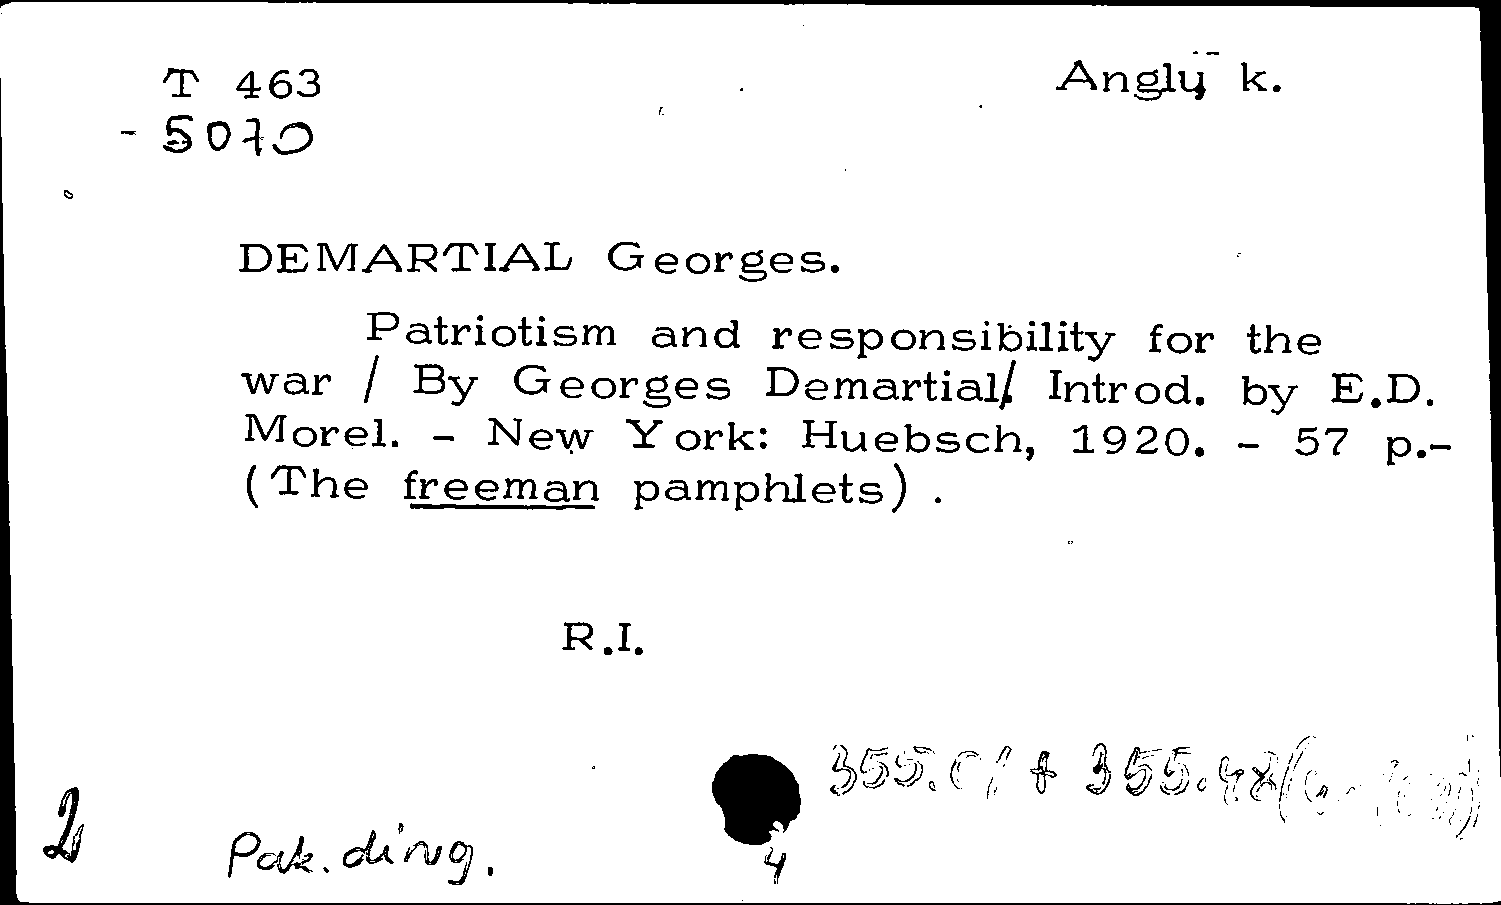 T 463
Anglų k.
- 5070
DEMARTIAL Georges.
Patriotism and responsibility for the
war / By Georges Demartial/ Introd. by E.D.
Morel. - New York: Huebsch, 1920. - 57 p.-
(The freeman pamphlets) .
R.I.
355.01 + 355.48
2
Pak. ding.
4